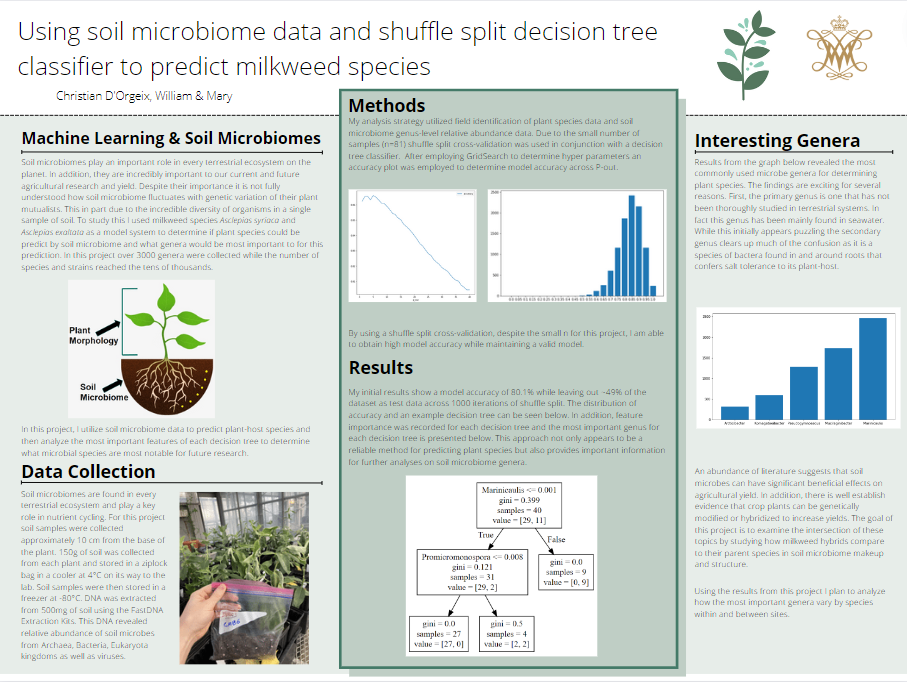 Using soil microbiome data and shuffle split decision tree
classifier to predict milkweed species
Christian D'Orgeix, William & Mary
Machine Learning & Soil Microbiomes
Soil microbiomes play an important role in every terrestrial ecosystem on the
planet. In addition, they are incredibly important to our current and future
agricultural research and yield. Despite their importance it is not fully
understood how soil microbiome fluctuates with genetic variation of their plant
mutualists. This in part due to the incredible diversity of organisms in a single
sample of soil. To study this I used milkweed species Asclepias syriaca and
Asclepias exaltata as a model system to determine if plant species could be
predict by soil microbiome and what genera would be most important to for this
prediction. In this project over 3000 genera were collected while the number of
species and strains reached the tens of thousands.
Plant
Morphology
Soil
Microbiome
In this project, I utilize soil microbiome data to predict plant-host species and
then analyze the most important features of each decision tree to determine
what microbial species are most notable for future research.
Data Collection
Soil microbiomes are found in every
terrestrial ecosystem and play a key
role in nutrient cycling. For this project
soil samples were collected
approximately 10 cm from the base of
the plant. 150g of soil was collected
from each plant and stored in a ziplock
bag in a cooler at 4°C on its way to the
lab. Soil samples were then stored in a
freezer at -80°C. DNA was extracted
from 500mg of soil using the FastDNA
Extraction Kits. This DNA revealed
relative abundance of soil microbes
from Archaea, Bacteria, Eukaryota
kingdoms as well as viruses.
Methods
My analysis strategy utilized field identification of plant species data and soil
microbiome genus-level relative abundance data. Due to the small number of
samples (n=81) shuffle split cross-validation was used in conjunction with a decision
tree classifier. After employing GridSearch to determine hyper parameters an
accuracy plot was employed to determine model accuracy across P-out.
By using a shuffle split cross-validation, despite the small n for this project, I am able
to obtain high model accuracy while maintaining a valid model.
Results
My initial results show a model accuracy of 80.1% while leaving out ~49% of the
dataset as test data across 1000 iterations of shuffle split. The distribution of
accuracy and an example decision tree can be seen below. In addition, feature
importance was recorded for each decision tree and the most important genus for
each decision tree is presented below. This approach not only appears to be a
reliable method for predicting plant species but also provides important information
for further analyses on soil microbiome genera.
Marinicaulis <= 0.001
gini = 0.399
samples = 40
value = [29, 11]
True
False
Promicromonospora <= 0.008
gini = 0.121
samples = 31
value = [29, 2]
gini = 0.0
samples = 9
value = [0, 9]
gini = 0.0
samples = 27
value = [27, 0]
gini = 0.5
samples = 4
value = [2, 2]
Interesting Genera
Results from the graph below revealed the most
commonly used microbe genera for determining
plant species. The findings are exciting for several
reasons. First, the primary genus is one that has not
been thoroughly studied in terrestrial systems. In
fact this genus has been mainly found in seawater.
While this initially appears puzzling the secondary
genus clears up much of the confusion as it is a
species of bactera found in and around roots that
confers salt tolerance to its plant-host.
An abundance of literature suggests that soil
microbes can have significant beneficial effects on
agricultural yield. In addition, there is well establish
evidence that crop plants can be genetically
modified or hybridized to increase yields. The goal of
this project is to examine the intersection of these
topics by studying how milkweed hybrids compare
to their parent species in soil microbiome makeup
and structure.
Using the results from this project I plan to analyze
how the most important genera vary by species
within and between sites.